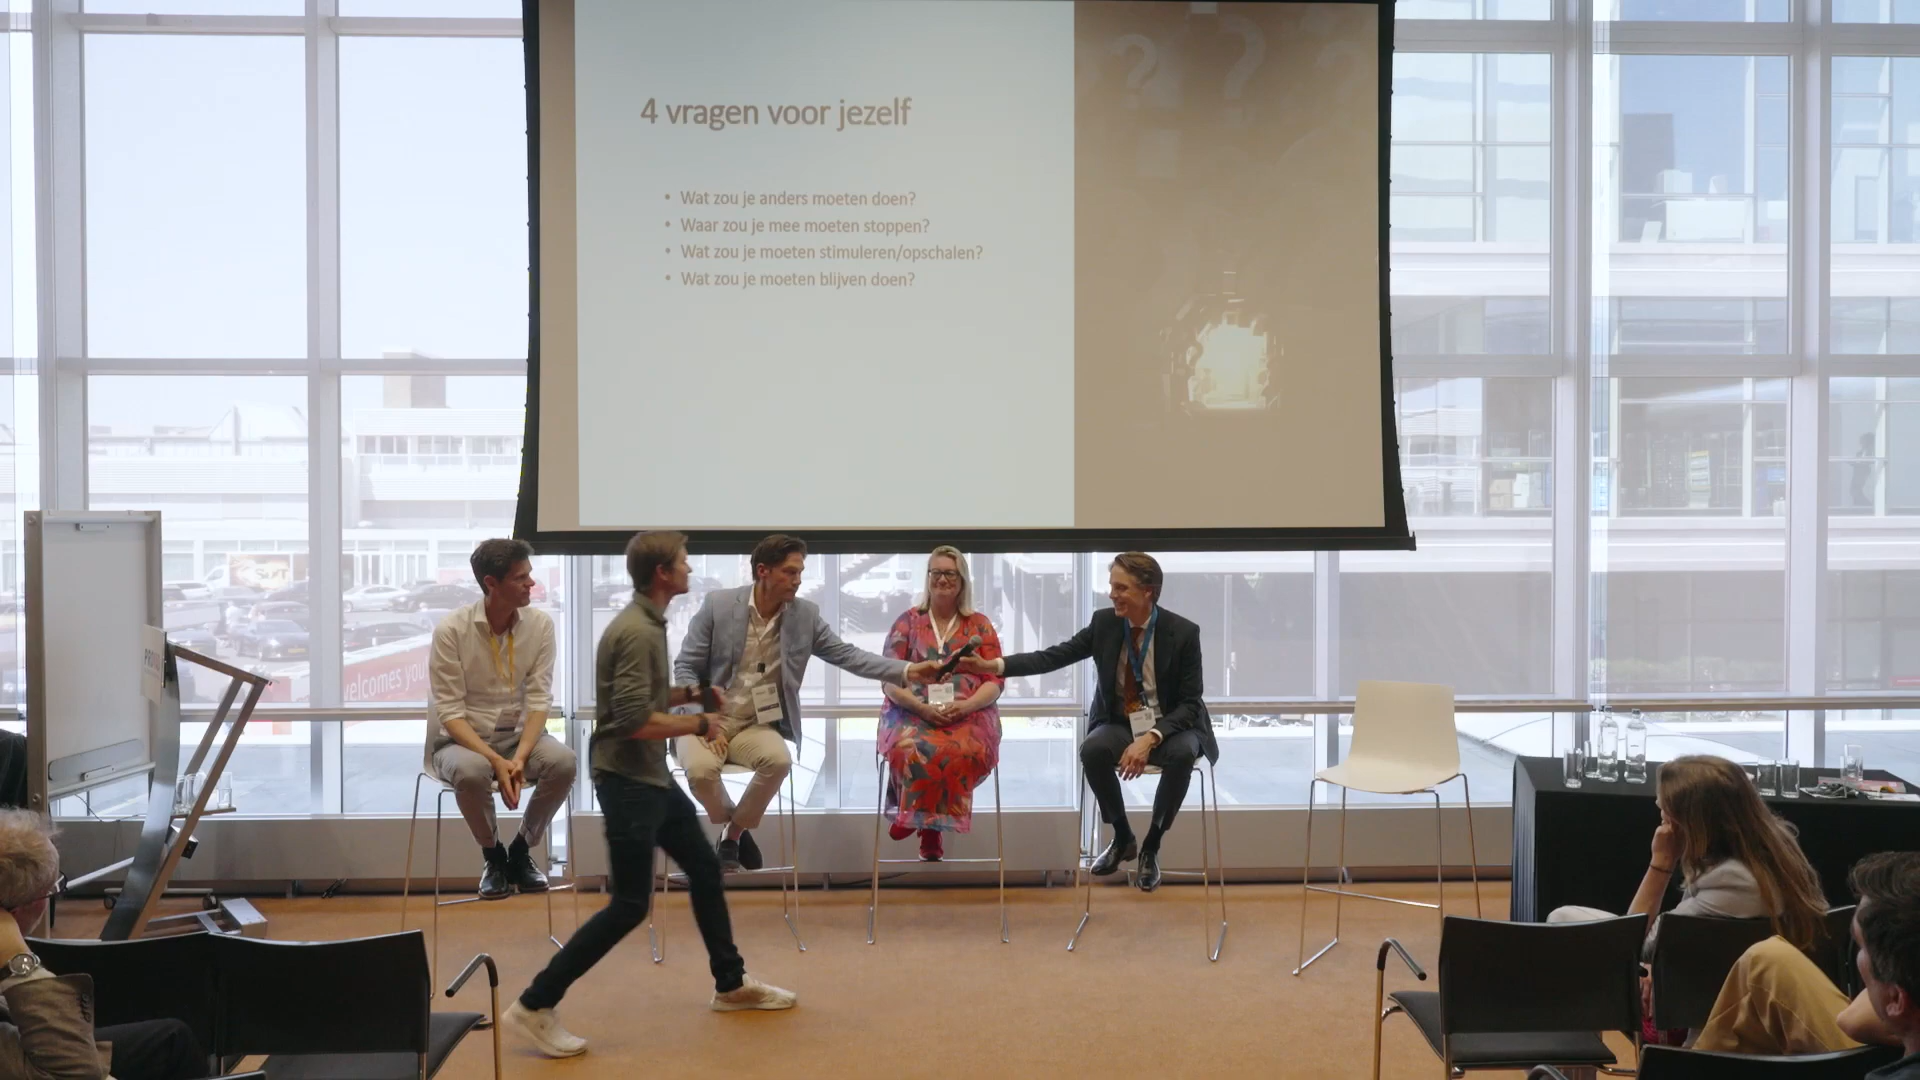 4 vragen voor jezelf
• Wat zou je anders moeten doen?
• Waar zou je mee moeten stoppen?
• Wat zou je moeten stimuleren/opschalen?
• Wat zou je moeten blijven doen?
welcomes you